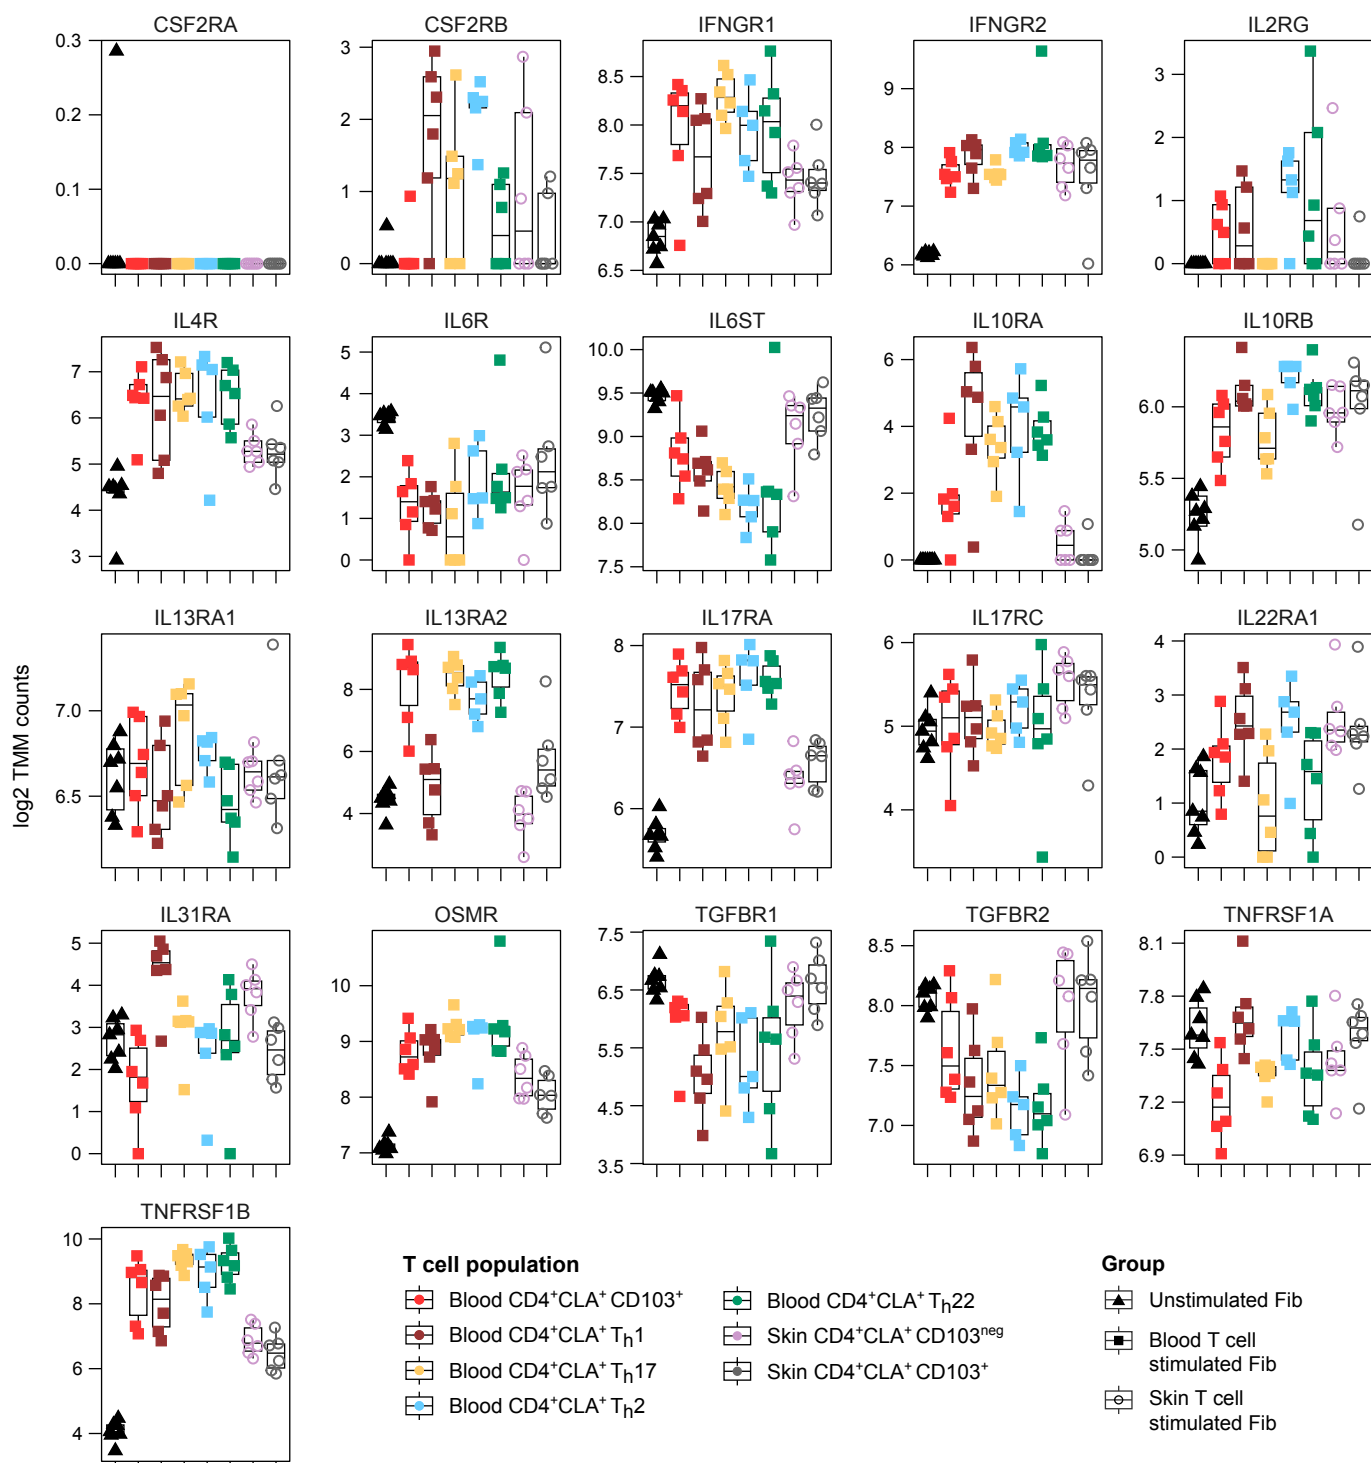 CSF2RA CSF2RB IFNGR1 IFNGR2 IL2RG
0.3 0.2 0.1 0.0
3 2 1 0
8.5 8.0 7.5 7.0 6.5
9 8 7 6
3 2 1 0
IL4R IL6R IL6ST IL10RA IL10RB
7 6 5 4 3
5 4 3 2 1 0
10.0 9.5 9.0 8.5 8.0 7.5
6 4 2 0
6.0 5.5 5.0
log2 TMM counts
IL13RA1 IL13RA2 IL17RA IL17RC IL22RA1
7.0 6.5
8 6 4
8 7 6
6 5 4
4 3 2 1 0
IL31RA OSMR TGFBR1 TGFBR2 TNFRSF1A
5 4 3 2 1 0
10 9 8 7
7.5 6.5 5.5 4.5 3.5
8.5 8.0 7.5 7.0
8.1 7.8 7.5 7.2 6.9
TNFRSF1B
10 8 6 4
T cell population
Blood CD4⁺CLA⁺ CD103⁺
Blood CD4⁺CLA⁺ Tₕ1
Blood CD4⁺CLA⁺ Tₕ17
Blood CD4⁺CLA⁺ Tₕ2
Blood CD4⁺CLA⁺ Tₕ22
Skin CD4⁺CLA⁺ CD103ⁿᵉᵍ
Skin CD4⁺CLA⁺ CD103⁺
Group
Unstimulated Fib
Blood T cell
stimulated Fib
Skin T cell
stimulated Fib